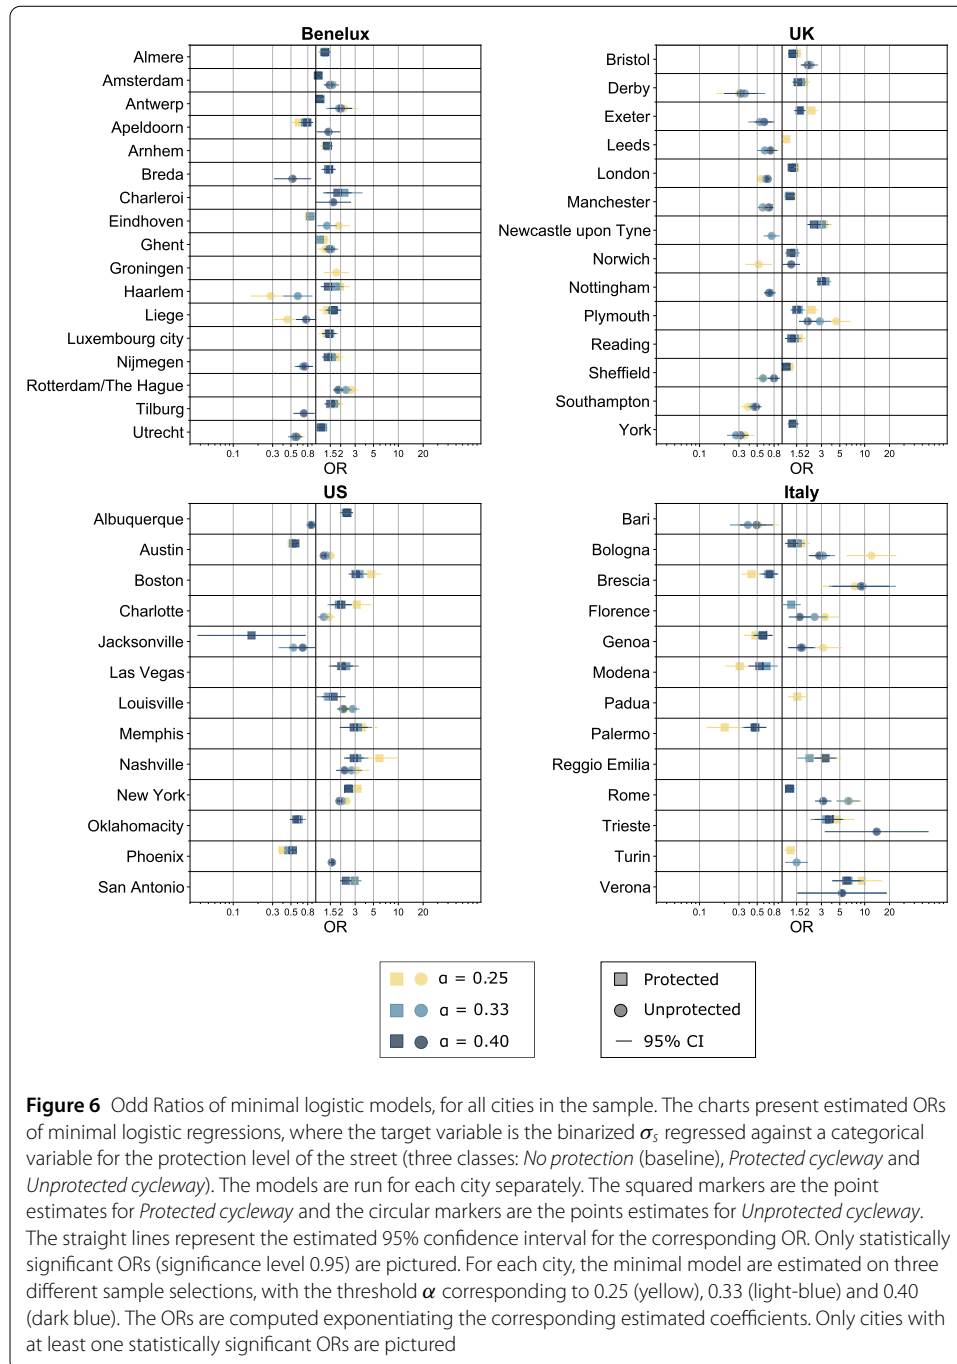 Benelux
Almere
Amsterdam
Antwerp
Apeldoorn
Arnhem
Breda
Charleroi
Eindhoven
Ghent
Groningen
Haarlem
Liege
Luxembourg city
Nijmegen
Rotterdam/The Hague
Tilburg
Utrecht
0.1 0.3 0.5 0.8 1.5 2 3 5 10 20
OR
UK
Bristol
Derby
Exeter
Leeds
London
Manchester
Newcastle upon Tyne
Norwich
Nottingham
Plymouth
Reading
Sheffield
Southampton
York
0.1 0.3 0.5 0.8 1.5 2 3 5 10 20
OR
US
Albuquerque
Austin
Boston
Charlotte
Jacksonville
Las Vegas
Louisville
Memphis
Nashville
New York
Oklahomacity
Phoenix
San Antonio
0.1 0.3 0.5 0.8 1.5 2 3 5 10 20
OR
Italy
Bari
Bologna
Brescia
Florence
Genoa
Modena
Padua
Palermo
Reggio Emilia
Rome
Trieste
Turin
Verona
0.1 0.3 0.5 0.8 1.5 2 3 5 10 20
OR
α = 0.25
α = 0.33
α = 0.40
Protected
Unprotected
95% CI
Figure 6 Odd Ratios of minimal logistic models, for all cities in the sample. The charts present estimated ORs
of minimal logistic regressions, where the target variable is the binarized σs regressed against a categorical
variable for the protection level of the street (three classes: No protection (baseline), Protected cycleway and
Unprotected cycleway). The models are run for each city separately. The squared markers are the point
estimates for Protected cycleway and the circular markers are the points estimates for Unprotected cycleway.
The straight lines represent the estimated 95% confidence interval for the corresponding OR. Only statistically
significant ORs (significance level 0.95) are pictured. For each city, the minimal model are estimated on three
different sample selections, with the threshold α corresponding to 0.25 (yellow), 0.33 (light-blue) and 0.40
(dark blue). The ORs are computed exponentiating the corresponding estimated coefficients. Only cities with
at least one statistically significant ORs are pictured